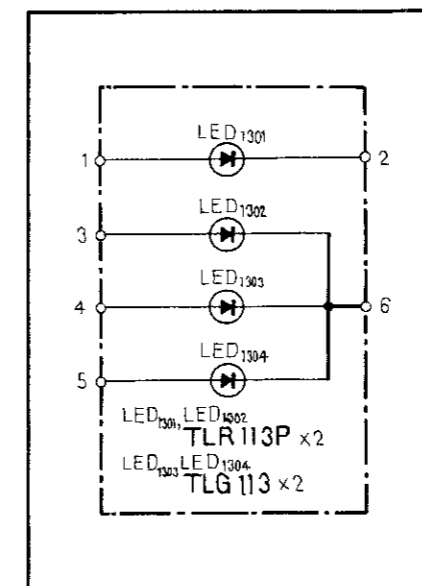 LED1301
1 2
LED1302
3
LED1303
4 6
LED1304
5
LED1301, LED1302
TLR113P ×2
LED1303 LED1304
TLG113 ×2